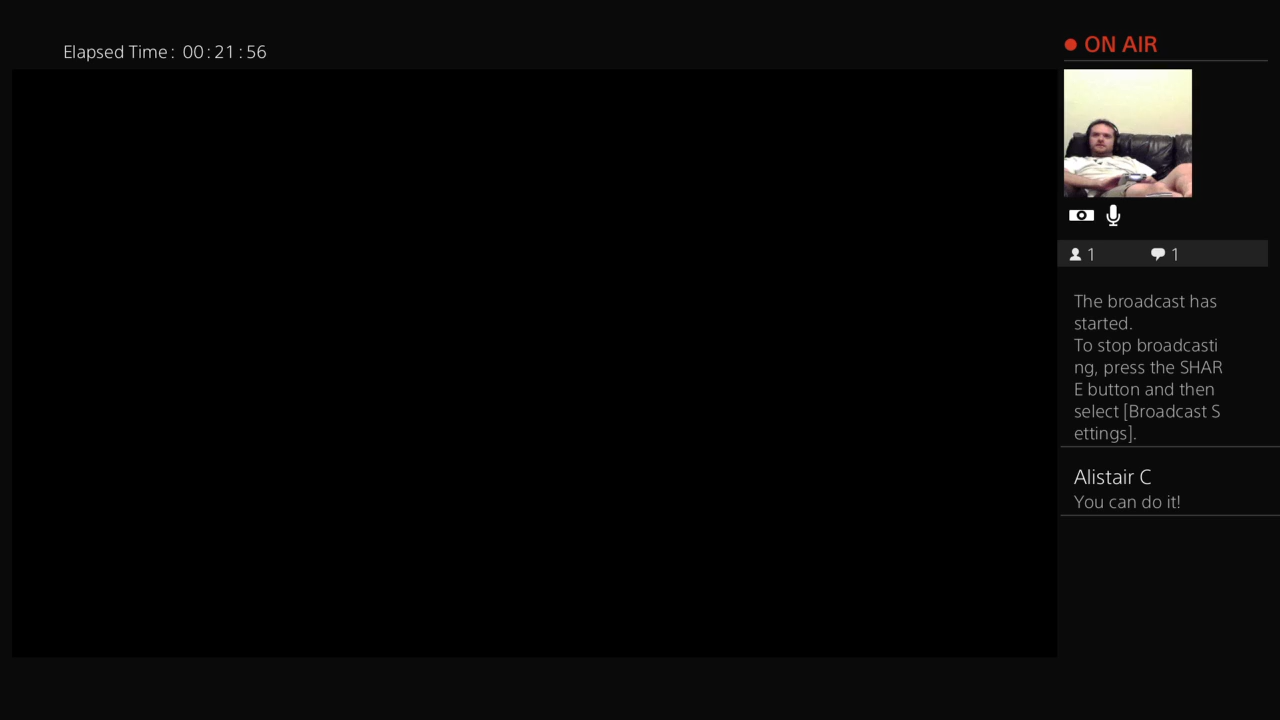 Elapsed Time: 00:21:56
ON AIR
1 1
The broadcast has
started.
To stop broadcasti
ng, press the SHAR
E button and then
select [Broadcast S
ettings].
Alistair C
You can do it!